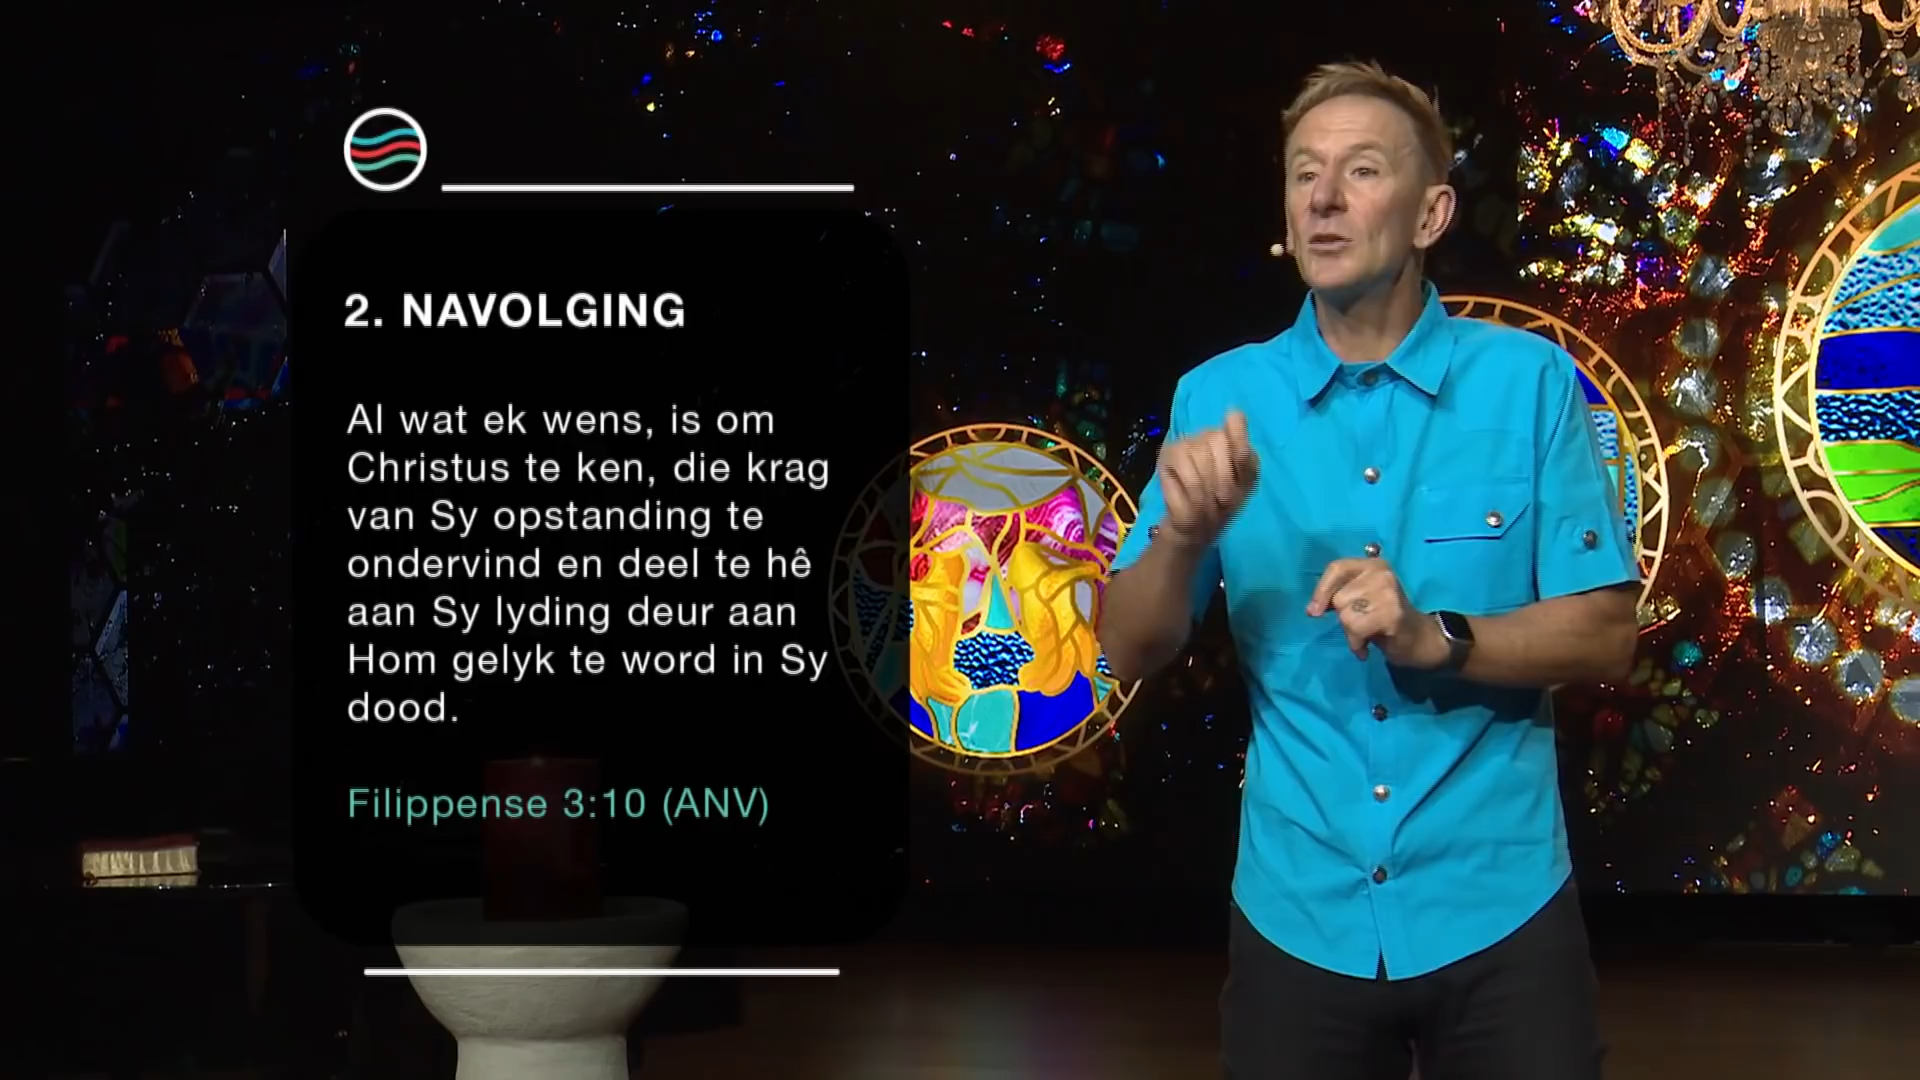 2. NAVOLGING
Al wat ek wens, is om
Christus te ken, die krag
van Sy opstanding te
ondervind en deel te hê
aan Sy lyding deur aan
Hom gelyk te word in Sy
dood.
Filippense 3:10 (ANV)